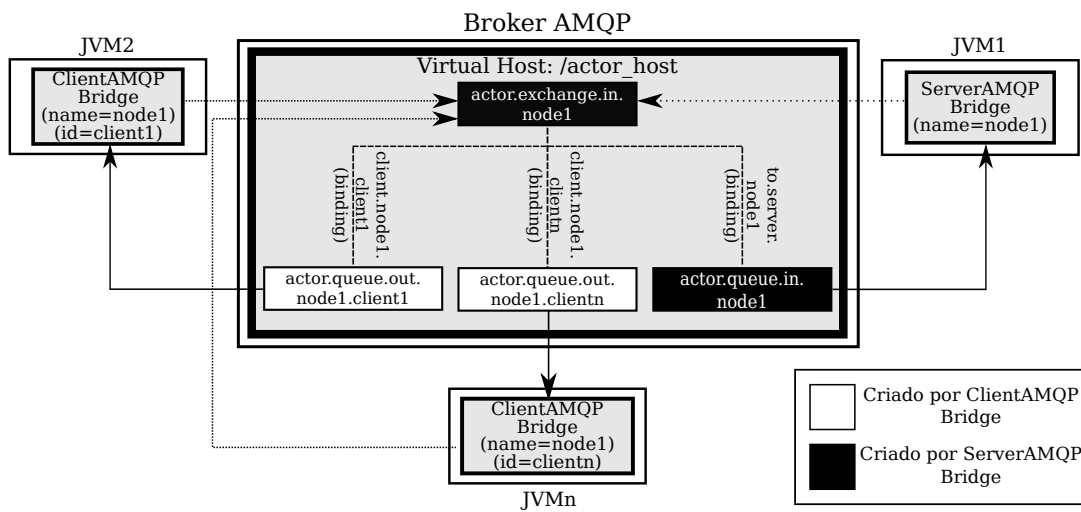 Broker AMQP
JVM2
JVM1
Virtual Host: /actor_host
ClientAMQP
Bridge
(name=node1)
(id=client1)
actor.exchange.in.
node1
ServerAMQP
Bridge
(name=node1)
client.node1.
client1
(binding)
client.node1.
clientn
(binding)
to.server.
node1
(binding)
actor.queue.out.
node1.client1
actor.queue.out.
node1.clientn
actor.queue.in.
node1
ClientAMQP
Bridge
(name=node1)
(id=clientn)
JVMn
Criado por ClientAMQP
Bridge
Criado por ServerAMQP
Bridge